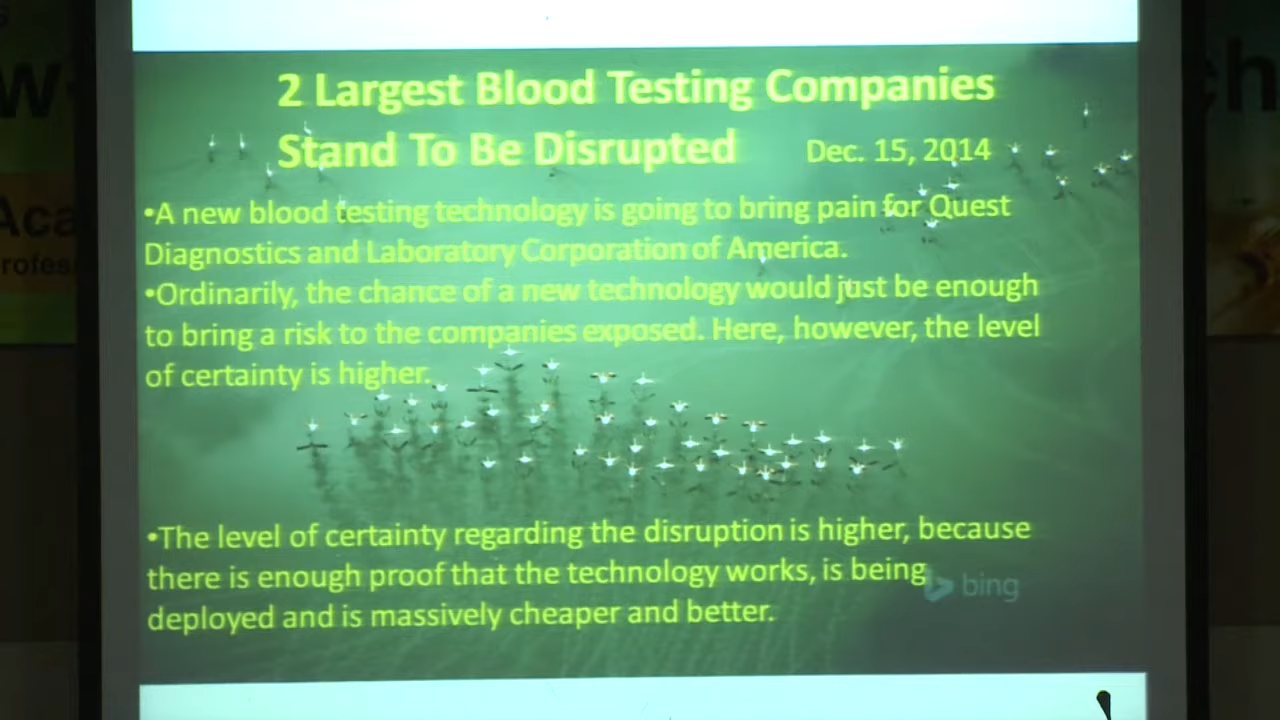 2 Largest Blood Testing Companies
Stand To Be Disrupted Dec. 15, 2014
•A new blood testing technology is going to bring pain for Quest
Diagnostics and Laboratory Corporation of America.
•Ordinarily, the chance of a new technology would just be enough
to bring a risk to the companies exposed. Here, however, the level
of certainty is higher.
•The level of certainty regarding the disruption is higher, because
there is enough proof that the technology works, is being
deployed and is massively cheaper and better.
bing